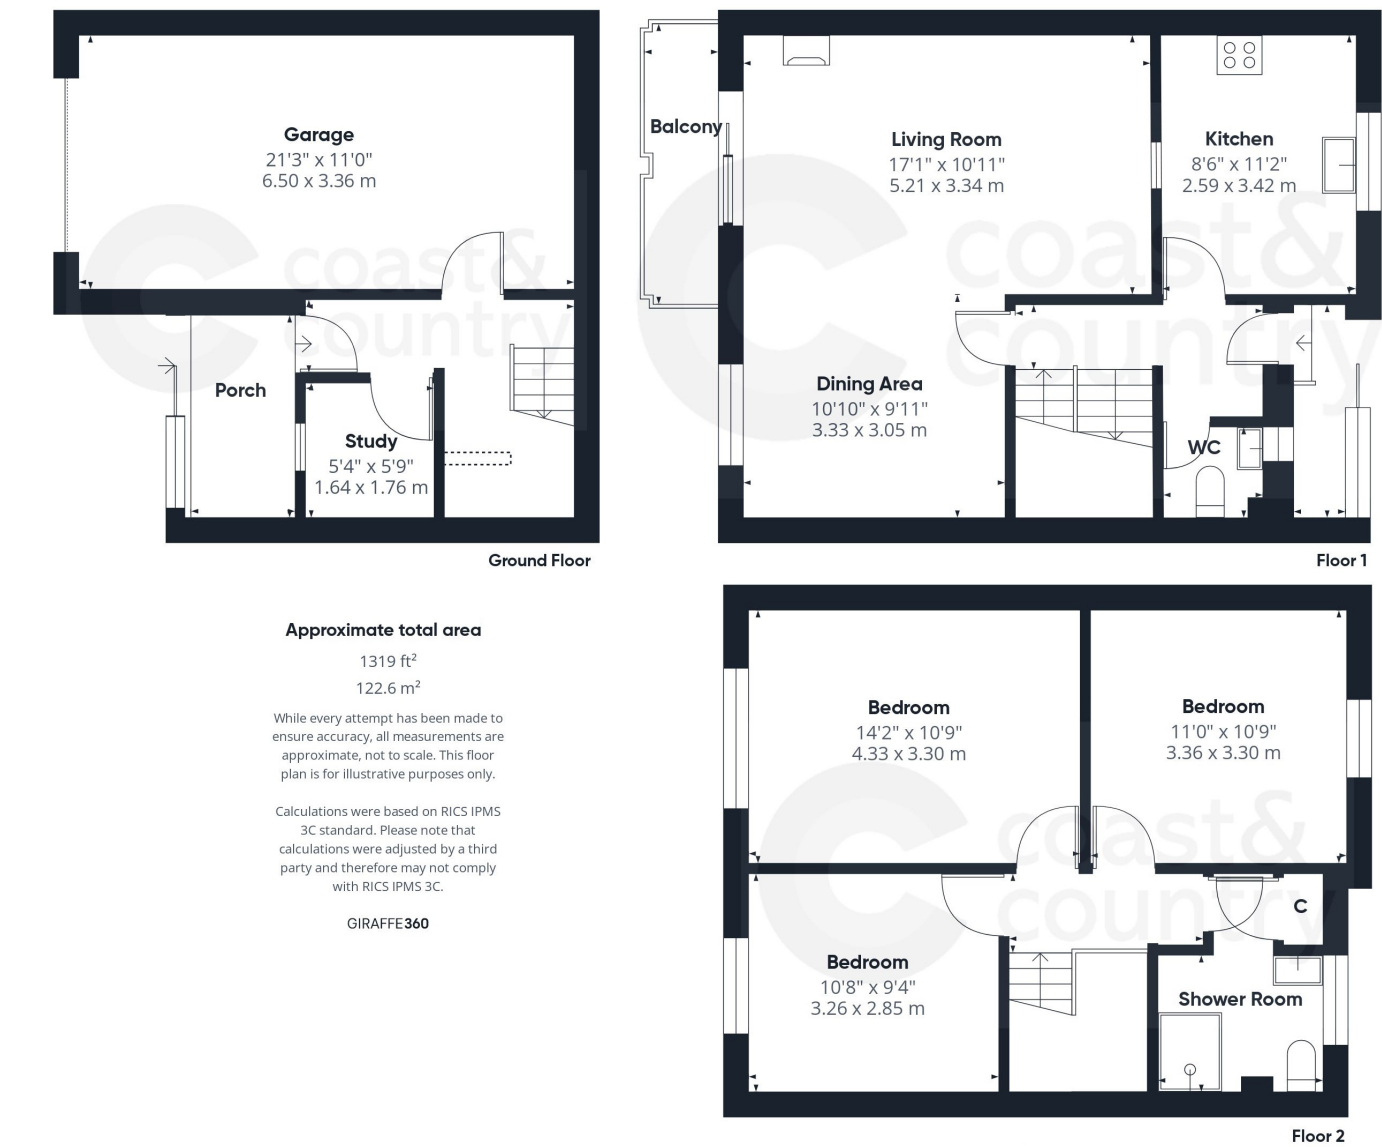 Garage
21'3" x 11'0"
6.50 x 3.36 m
Porch
Study
5'4" x 5'9"
1.64 x 1.76 m
Ground Floor
Balcony
Living Room
17'1" x 10'11"
5.21 x 3.34 m
Kitchen
8'6" x 11'2"
2.59 x 3.42 m
Dining Area
10'10" x 9'11"
3.33 x 3.05 m
WC
Floor 1
coast&
country
coast&
country
Approximate total area
1319 ft²
122.6 m²
While every attempt has been made to
ensure accuracy, all measurements are
approximate, not to scale. This floor
plan is for illustrative purposes only.
Calculations were based on RICS IPMS
3C standard. Please note that
calculations were adjusted by a third
party and therefore may not comply
with RICS IPMS 3C.
GIRAFFE360
Bedroom
14'2" x 10'9"
4.33 x 3.30 m
Bedroom
11'0" x 10'9"
3.36 x 3.30 m
Bedroom
10'8" x 9'4"
3.26 x 2.85 m
C
Shower Room
coast&
country
Floor 2